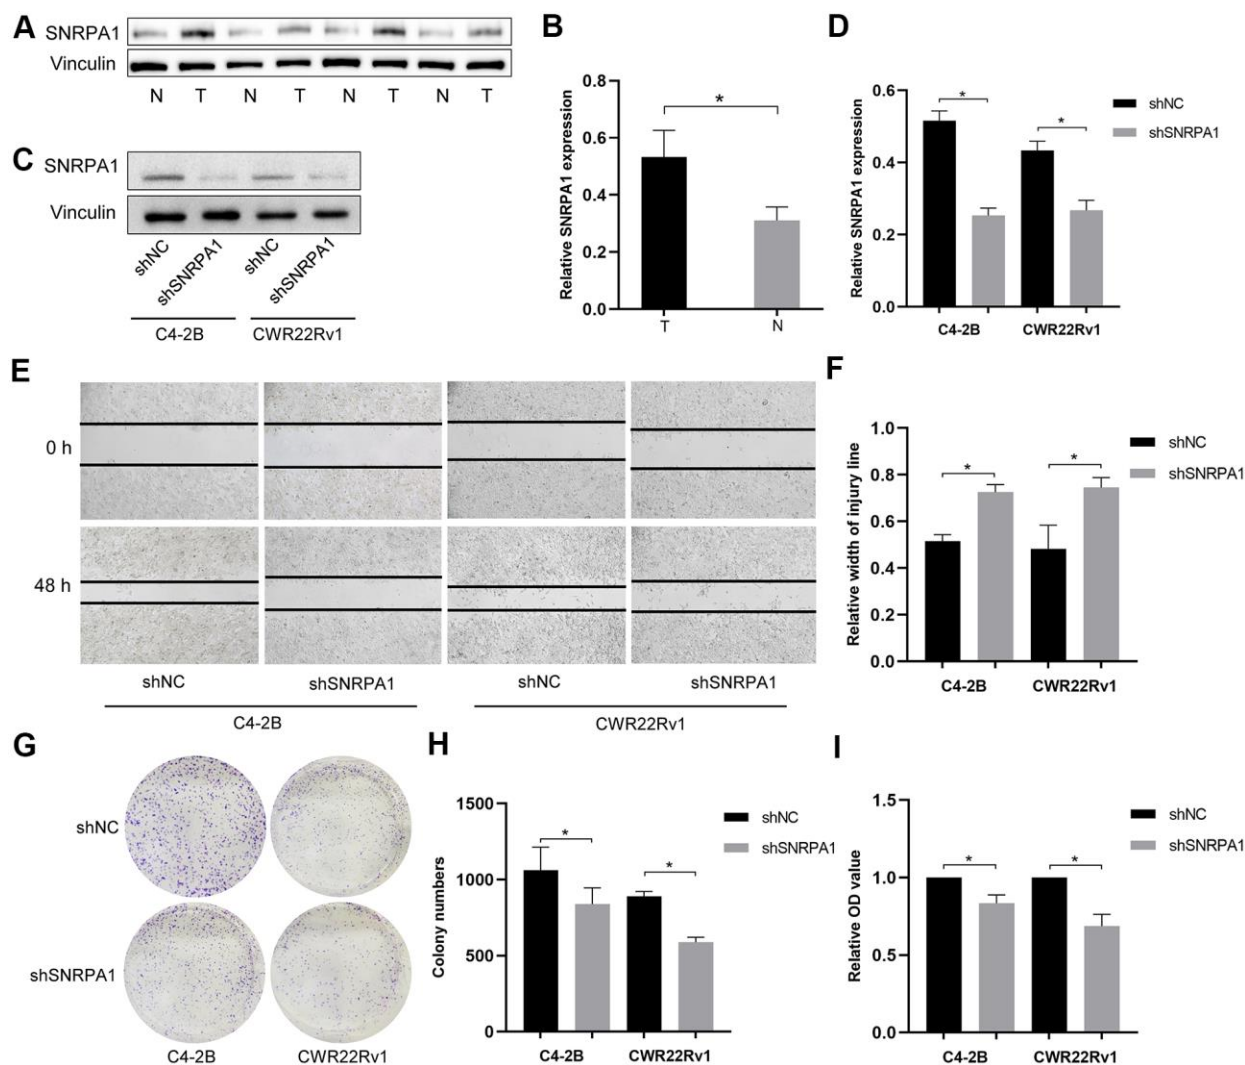 A
SNRPA1
Vinculin
N T N T N T N T
B
Relative SNRPA1 expression
0.8
0.6
0.4
0.2
0.0
*
T N
C
SNRPA1
Vinculin
shNC shSNRPA1 shNC shSNRPA1
C4-2B CWR22Rv1
D
Relative SNRPA1 expression
0.6
0.4
0.2
0.0
* *
C4-2B CWR22Rv1
shNC
shSNRPA1
E
0 h
48 h
shNC shSNRPA1 shNC shSNRPA1
C4-2B CWR22Rv1
F
Relative width of injury line
1.0
0.8
0.6
0.4
0.2
0.0
* *
C4-2B CWR22Rv1
shNC
shSNRPA1
G
shNC
shSNRPA1
C4-2B CWR22Rv1
H
Colony numbers
1500
1000
500
0
* *
C4-2B CWR22Rv1
shNC
shSNRPA1
I
Relative OD value
1.5
1.0
0.5
0.0
* *
C4-2B CWR22Rv1
shNC
shSNRPA1